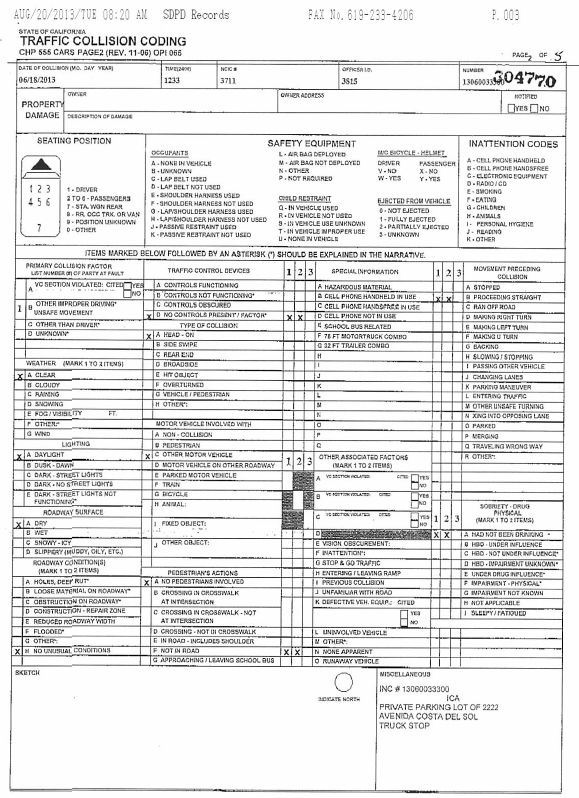 AUG/20/2013/TUE 08:20 AM SDPD Records FAX No. 619-233-4206 P. 003
STATE OF CALIFORNIA
TRAFFIC COLLISION CODING
CHP 555 CARS PAGE2 (REV. 11-06) OPI 065
PAGE 2 OF 5
DATE OF COLLISION (MO. DAY YEAR) TIME(2400) NCIC # OFFICER I.D. NUMBER
06/18/2013 1233 3711 3815 13060033300 304770
PROPERTY DAMAGE
OWNER OWNER ADDRESS NOTIFIED
YES NO
DESCRIPTION OF DAMAGE
SEATING POSITION
1 2 3
4 5 6
7
1 - DRIVER
2 TO 6 - PASSENGERS
7 - STA. WGN REAR
8 - RR. OCC TRK. OR VAN
9 - POSITION UNKNOWN
0 - OTHER
SAFETY EQUIPMENT
OCCUPANTS
A - NONE IN VEHICLE
B - UNKNOWN
C - LAP BELT USED
D - LAP BELT NOT USED
E - SHOULDER HARNESS USED
F - SHOULDER HARNESS NOT USED
G - LAP/SHOULDER HARNESS USED
H - LAP/SHOULDER HARNESS NOT USED
J - PASSIVE RESTRAINT USED
K - PASSIVE RESTRAINT NOT USED
L - AIR BAG DEPLOYED
M - AIR BAG NOT DEPLOYED
N - OTHER
P - NOT REQUIRED
CHILD RESTRAINT
Q - IN VEHICLE USED
R - IN VEHICLE NOT USED
S - IN VEHICLE USE UNKNOWN
T - IN VEHICLE IMPROPER USE
U - NONE IN VEHICLE
M/C BICYCLE - HELMET
DRIVER PASSENGER
V - NO X - NO
W - YES Y - YES
EJECTED FROM VEHICLE
0 - NOT EJECTED
1 - FULLY EJECTED
2 - PARTIALLY EJECTED
3 - UNKNOWN
INATTENTION CODES
A - CELL PHONE HANDHELD
B - CELL PHONE HANDSFREE
C - ELECTRONIC EQUIPMENT
D - RADIO / CD
E - SMOKING
F - EATING
G - CHILDREN
H - ANIMALS
I - PERSONAL HYGIENE
J - READING
K - OTHER
ITEMS MARKED BELOW FOLLOWED BY AN ASTERISK (*) SHOULD BE EXPLAINED IN THE NARRATIVE.
PRIMARY COLLISION FACTOR
LIST NUMBER (#) OF PARTY AT FAULT
A VC SECTION VIOLATED: CITED YES
NO
1 B OTHER IMPROPER DRIVING*
UNSAFE MOVEMENT
C OTHER THAN DRIVER*
D UNKNOWN*
WEATHER (MARK 1 TO 2 ITEMS)
X A CLEAR
B CLOUDY
C RAINING
D SNOWING
E FOG / VISIBILITY FT.
F OTHER*
G WIND
LIGHTING
X A DAYLIGHT
B DUSK - DAWN
C DARK - STREET LIGHTS
D DARK - NO STREET LIGHTS
E DARK - STREET LIGHTS NOT
FUNCTIONING*
ROADWAY SURFACE
X A DRY
B WET
C SNOWY - ICY
D SLIPPERY (MUDDY, OILY, ETC.)
ROADWAY CONDITION(S)
(MARK 1 TO 2 ITEMS)
A HOLES, DEEP RUT*
B LOOSE MATERIAL ON ROADWAY*
C OBSTRUCTION ON ROADWAY*
D CONSTRUCTION - REPAIR ZONE
E REDUCED ROADWAY WIDTH
F FLOODED*
G OTHER*:
X H NO UNUSUAL CONDITIONS
TRAFFIC CONTROL DEVICES 1 2 3
A CONTROLS FUNCTIONING
B CONTROLS NOT FUNCTIONING*
C CONTROLS OBSCURED
X D NO CONTROLS PRESENT / FACTOR* X X
TYPE OF COLLISION
X A HEAD - ON
B SIDE SWIPE
C REAR END
D BROADSIDE
E HIT OBJECT
F OVERTURNED
G VEHICLE / PEDESTRIAN
H OTHER*:
MOTOR VEHICLE INVOLVED WITH
A NON - COLLISION
B PEDESTRIAN
X C OTHER MOTOR VEHICLE
D MOTOR VEHICLE ON OTHER ROADWAY
E PARKED MOTOR VEHICLE
F TRAIN
G BICYCLE
H ANIMAL:
I FIXED OBJECT:
J OTHER OBJECT:
PEDESTRIAN'S ACTIONS
X A NO PEDESTRIANS INVOLVED
B CROSSING IN CROSSWALK
AT INTERSECTION
C CROSSING IN CROSSWALK - NOT
AT INTERSECTION
D CROSSING - NOT IN CROSSWALK
E IN ROAD - INCLUDES SHOULDER
F NOT IN ROAD
G APPROACHING / LEAVING SCHOOL BUS
SPECIAL INFORMATION 1 2 3
A HAZARDOUS MATERIAL
B CELL PHONE HANDHELD IN USE X X
C CELL PHONE HANDSFREE IN USE
D CELL PHONE NOT IN USE
E SCHOOL BUS RELATED
F 75 FT MOTORTRUCK COMBO
G 32 FT TRAILER COMBO
H
I
J
K
L
M
N
O
P
Q
1 2 3 OTHER ASSOCIATED FACTORS
(MARK 1 TO 2 ITEMS)
A VC SECTION VIOLATED: CITED YES
NO
B VC SECTION VIOLATED: CITED YES
NO
C VC SECTION VIOLATED: CITED YES
NO
D
E VISION OBSCUREMENT:
F INATTENTION*:
G STOP & GO TRAFFIC
H ENTERING / LEAVING RAMP
I PREVIOUS COLLISION
J UNFAMILIAR WITH ROAD
K DEFECTIVE VEH. EQUIP.: CITED
YES
NO
L UNINVOLVED VEHICLE
M OTHER*:
X X N NONE APPARENT
O RUNAWAY VEHICLE
1 2 3 MOVEMENT PRECEDING
COLLISION
A STOPPED
X X B PROCEEDING STRAIGHT
C RAN OFF ROAD
D MAKING RIGHT TURN
E MAKING LEFT TURN
F MAKING U TURN
G BACKING
H SLOWING / STOPPING
I PASSING OTHER VEHICLE
J CHANGING LANES
K PARKING MANEUVER
L ENTERING TRAFFIC
M OTHER UNSAFE TURNING
N XING INTO OPPOSING LANE
O PARKED
P MERGING
Q TRAVELING WRONG WAY
R OTHER*:
1 2 3 SOBRIETY - DRUG
PHYSICAL
(MARK 1 TO 2 ITEMS)
X X A HAD NOT BEEN DRINKING
B HBD - UNDER INFLUENCE
C HBD - NOT UNDER INFLUENCE*
D HBD - IMPAIRMENT UNKNOWN*
E UNDER DRUG INFLUENCE*
F IMPAIRMENT - PHYSICAL*
G IMPAIRMENT NOT KNOWN
H NOT APPLICABLE
I SLEEPY / FATIGUED
SKETCH
INDICATE NORTH
MISCELLANEOUS
INC # 13060033300
ICA
PRIVATE PARKING LOT OF 2222
AVENIDA COSTA DEL SOL
TRUCK STOP